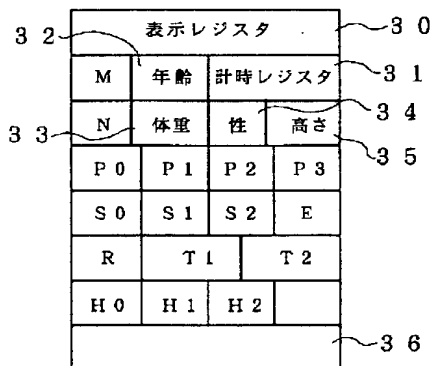 表示レジスタ 30
32
M 年齢 計時レジスタ 31
34
33 N 体重 性 高さ
35
P0 P1 P2 P3
S0 S1 S2 E
R T1 T2
H0 H1 H2
36